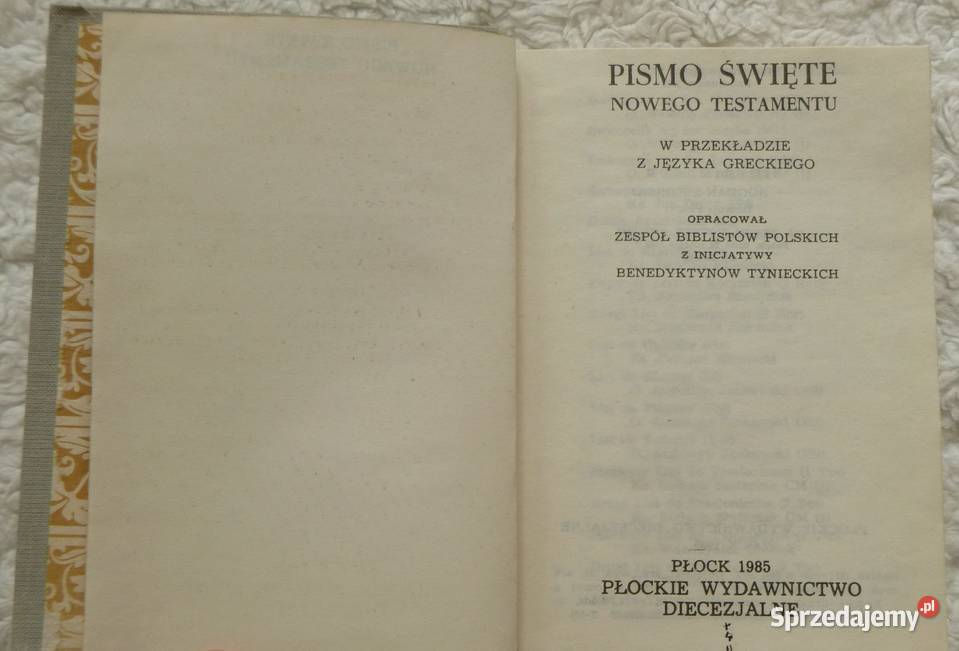 PISMO ŚWIĘTE
NOWEGO TESTAMENTU
W PRZEKŁADZIE
Z JĘZYKA GRECKIEGO
OPRACOWAŁ
ZESPÓŁ BIBLISTÓW POLSKICH
Z INICJATYWY
BENEDYKTYNÓW TYNIECKICH
PŁOCK 1985
PŁOCKIE WYDAWNICTWO
DIECEZJALNE
Sprzedajemy.pl